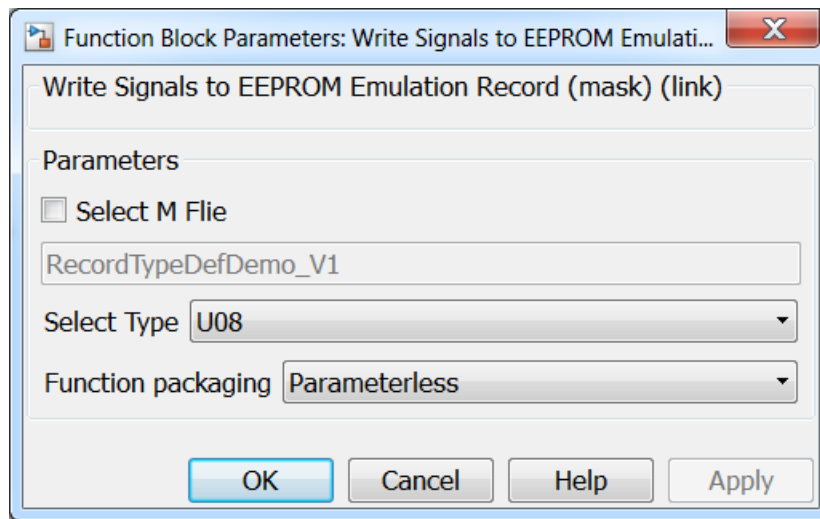 Function Block Parameters: Write Signals to EEPROM Emulati...
Write Signals to EEPROM Emulation Record (mask) (link)
Parameters
Select M Flie
RecordTypeDefDemo_V1
Select Type U08
Function packaging Parameterless
OK Cancel Help Apply